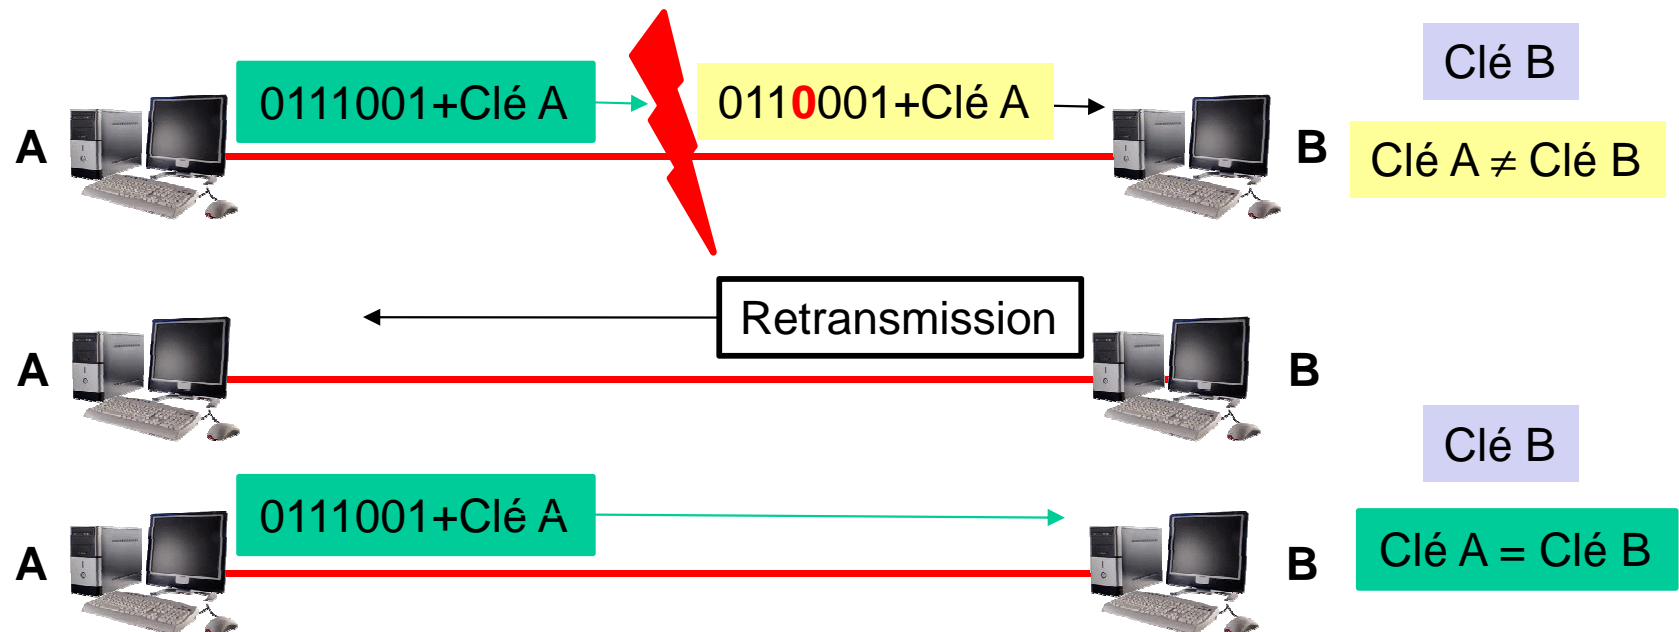 Clé B
0111001+Clé A
0110001+Clé A
A
B
Clé A ≠ Clé B
Retransmission
A
B
Clé B
0111001+Clé A
A
B
Clé A = Clé B